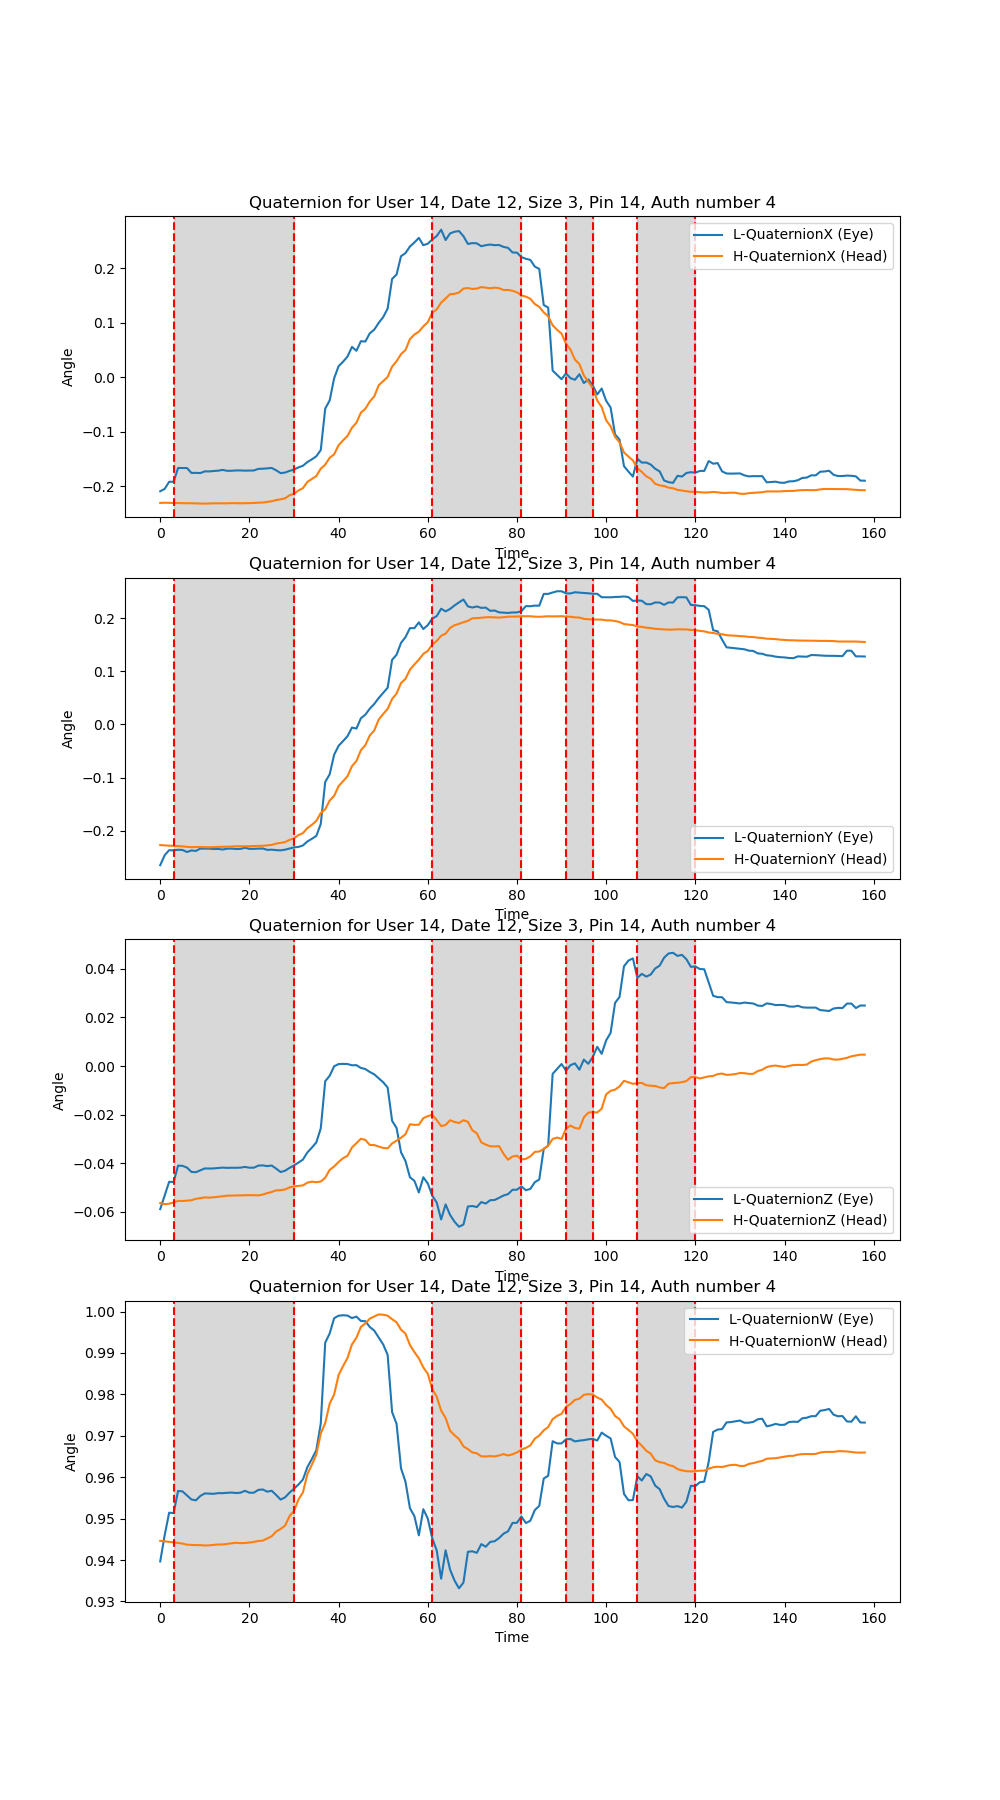 Quaternion for User 14, Date 12, Size 3, Pin 14, Auth number 4
L-QuaternionX (Eye)
H-QuaternionX (Head)
0.2
0.1
0.0
−0.1
−0.2
Angle
0 20 40 60 80 100 120 140 160
Time
Quaternion for User 14, Date 12, Size 3, Pin 14, Auth number 4
0.2
0.1
0.0
−0.1
−0.2
Angle
L-QuaternionY (Eye)
H-QuaternionY (Head)
0 20 40 60 80 100 120 140 160
Time
Quaternion for User 14, Date 12, Size 3, Pin 14, Auth number 4
0.04
0.02
0.00
−0.02
−0.04
−0.06
Angle
L-QuaternionZ (Eye)
H-QuaternionZ (Head)
0 20 40 60 80 100 120 140 160
Time
Quaternion for User 14, Date 12, Size 3, Pin 14, Auth number 4
L-QuaternionW (Eye)
H-QuaternionW (Head)
1.00
0.99
0.98
0.97
0.96
0.95
0.94
0.93
Angle
0 20 40 60 80 100 120 140 160
Time